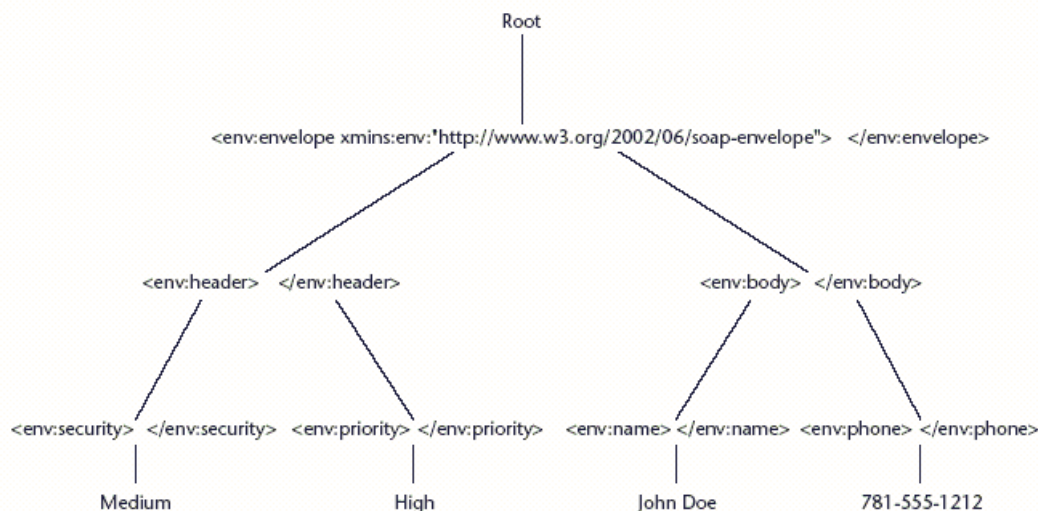 Root
<env:envelope xmins:env:"http://www.w3.org/2002/06/soap-envelope"> </env:envelope>
<env:header> </env:header> <env:body> </env:body>
<env:security> </env:security> <env:priority> </env:priority> <env:name> </env:name> <env:phone> </env:phone>
Medium High John Doe 781-555-1212